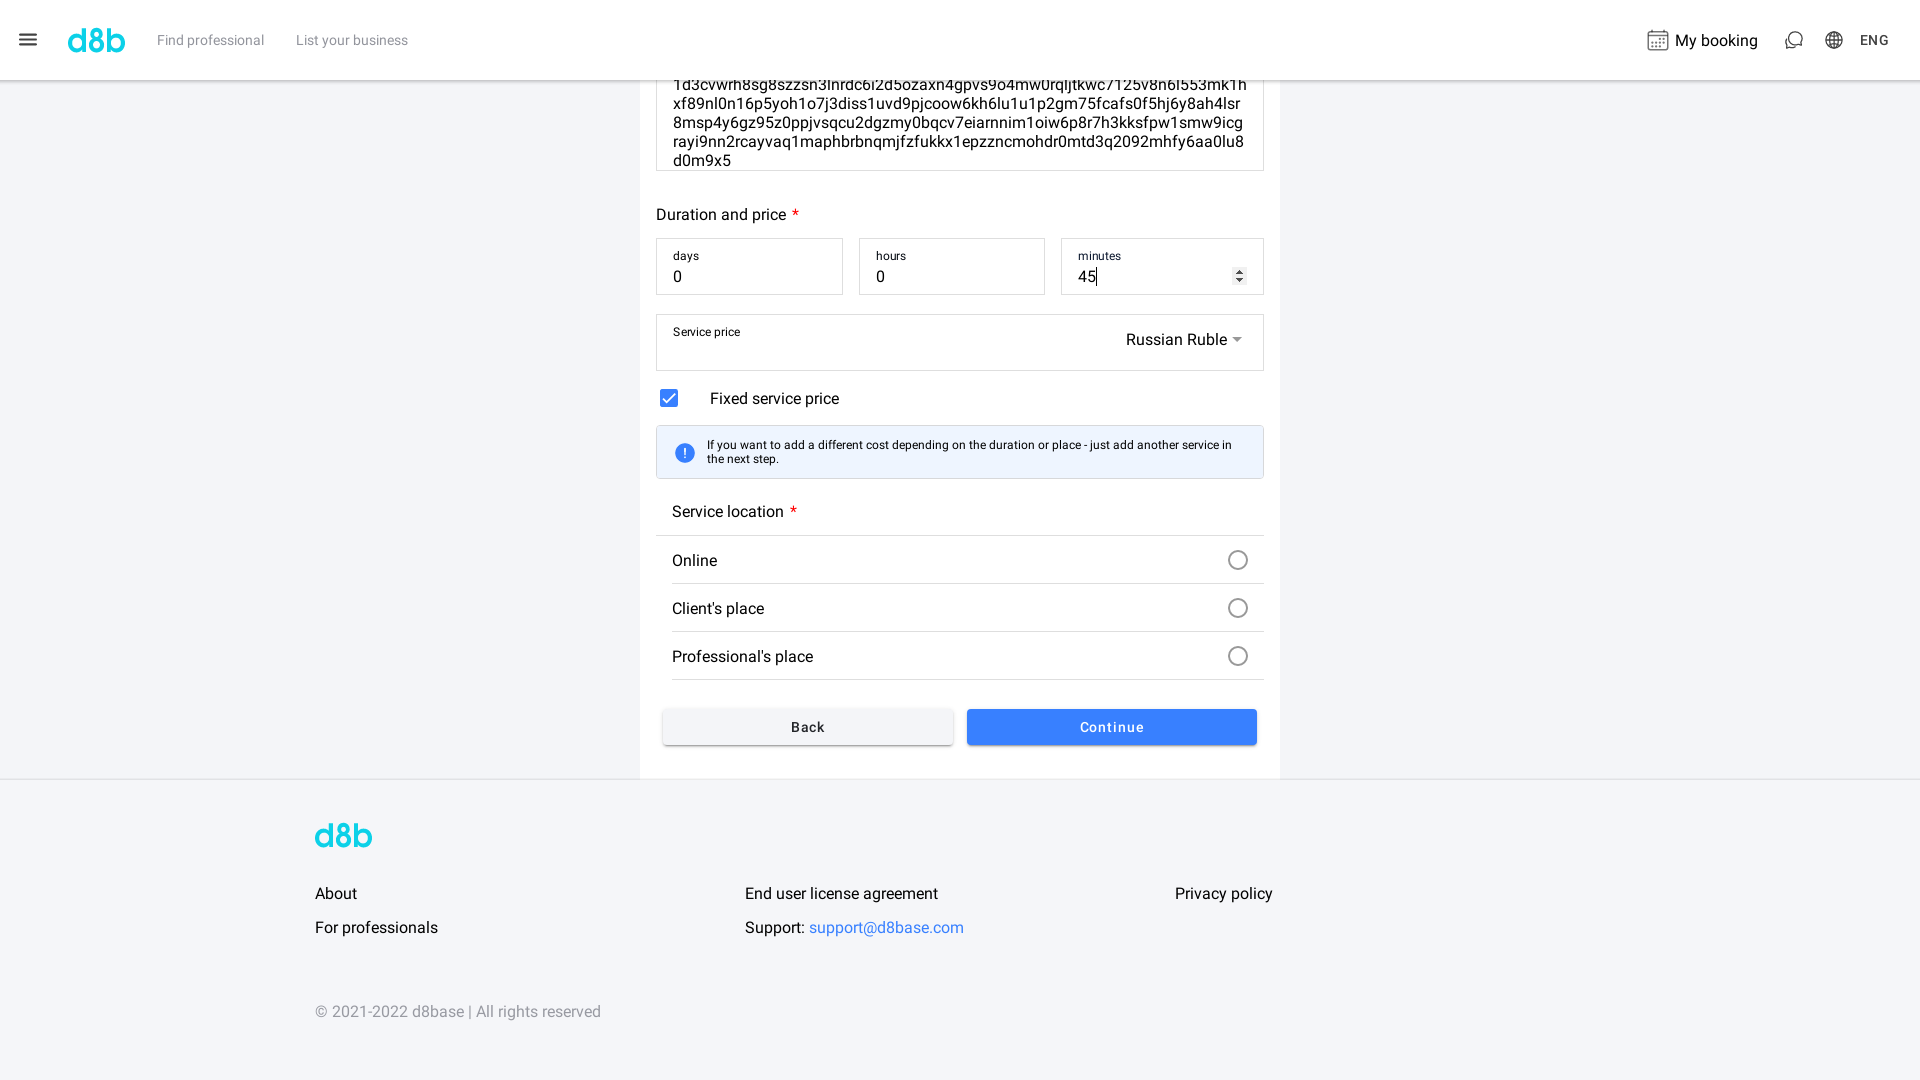 d8b
Find professional
List your business
My booking
ENG
1d3cvwrh8sg8szzsn3lnrdc6i2d5ozaxn4gpvs9o4mw0rqljtkwc7125v8n6l553mk1h
xf89nl0n16p5yoh1o7j3diss1uvd9pjcoow6kh6lu1u1p2gm75fcafs0f5hj6y8ah4lsr
8msp4y6gz95z0ppjvsqcu2dgzmy0bqcv7eiarnnim1oiw6p8r7h3kksfpw1smw9icg
rayi9nn2rcayvaq1maphbrbnqmjfzfukkx1epzzncmohdr0mtd3q2092mhfy6aa0lu8
d0m9x5
Duration and price *
days
0
hours
0
minutes
45
Service price
Russian Ruble
Fixed service price
If you want to add a different cost depending on the duration or place - just add another service in
the next step.
Service location *
Online
Client's place
Professional's place
Back
Continue
d8b
About
End user license agreement
Privacy policy
For professionals
Support: support@d8base.com
© 2021-2022 d8base | All rights reserved